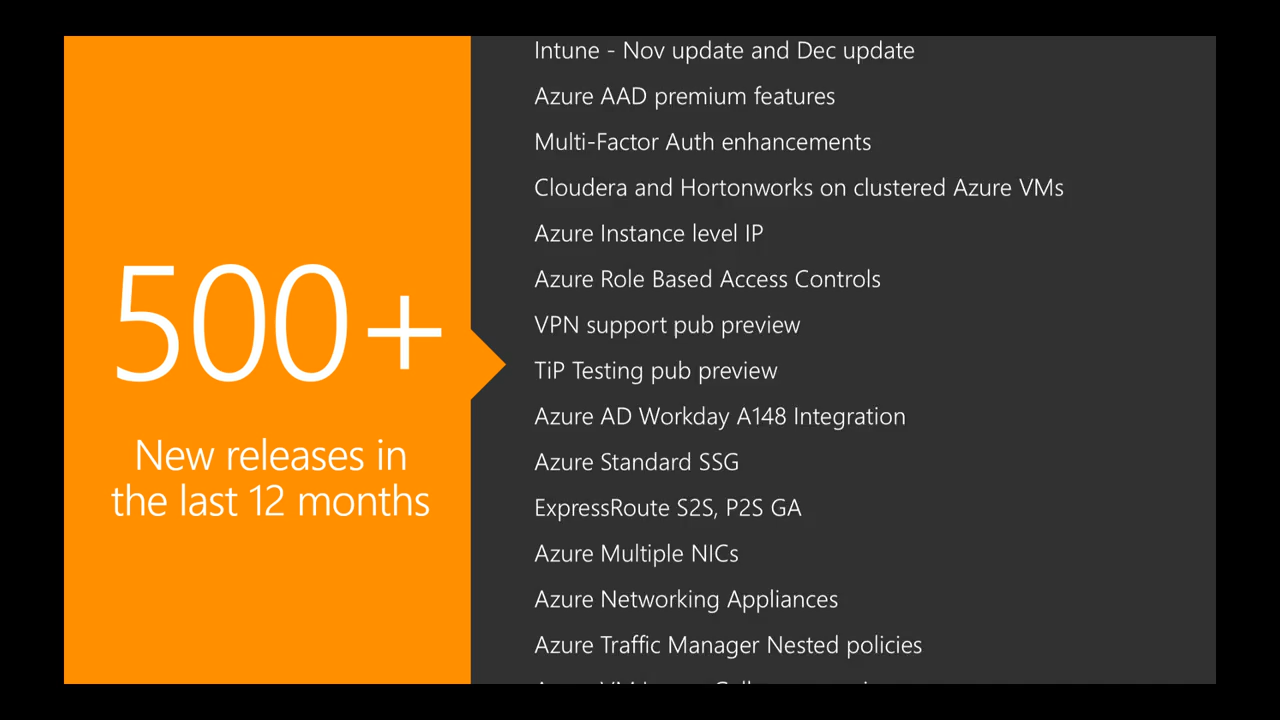 500+
New releases in
the last 12 months
Intune - Nov update and Dec update
Azure AAD premium features
Multi-Factor Auth enhancements
Cloudera and Hortonworks on clustered Azure VMs
Azure Instance level IP
Azure Role Based Access Controls
VPN support pub preview
TiP Testing pub preview
Azure AD Workday A148 Integration
Azure Standard SSG
ExpressRoute S2S, P2S GA
Azure Multiple NICs
Azure Networking Appliances
Azure Traffic Manager Nested policies